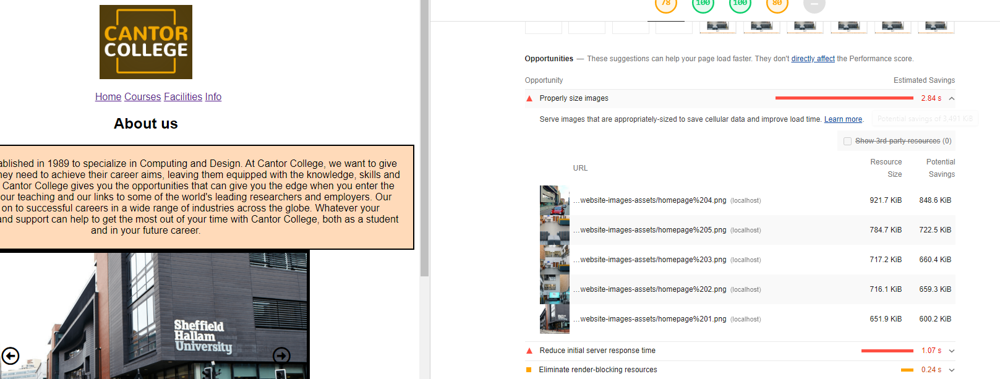 CANTOR
COLLEGE
Home Courses Facilities Info
About us
ablished in 1989 to specialize in Computing and Design. At Cantor College, we want to give
hey need to achieve their career aims, leaving them equipped with the knowledge, skills and
Cantor College gives you the opportunities that can give you the edge when you enter the
our teaching and our links to some of the world's leading researchers and employers. Our
on to successful careers in a wide range of industries across the globe. Whatever your
and support can help to get the most out of your time with Cantor College, both as a student
and in your future career.
Sheffield
Hallam
University
78 100 100 80 —
Opportunities — These suggestions can help your page load faster. They don't directly affect the Performance score.
Opportunity Estimated Savings
Properly size images 2.84 s
Serve images that are appropriately-sized to save cellular data and improve load time. Learn more. Potential savings of 3,491 KiB
Show 3rd-party resources (0)
URL Resource Size Potential Savings
…website-images-assets/homepage%204.png (localhost) 921.7 KiB 848.6 KiB
…website-images-assets/homepage%205.png (localhost) 784.7 KiB 722.5 KiB
…website-images-assets/homepage%203.png (localhost) 717.2 KiB 660.4 KiB
…website-images-assets/homepage%202.png (localhost) 716.1 KiB 659.3 KiB
…website-images-assets/homepage%201.png (localhost) 651.9 KiB 600.2 KiB
Reduce initial server response time 1.07 s
Eliminate render-blocking resources 0.24 s